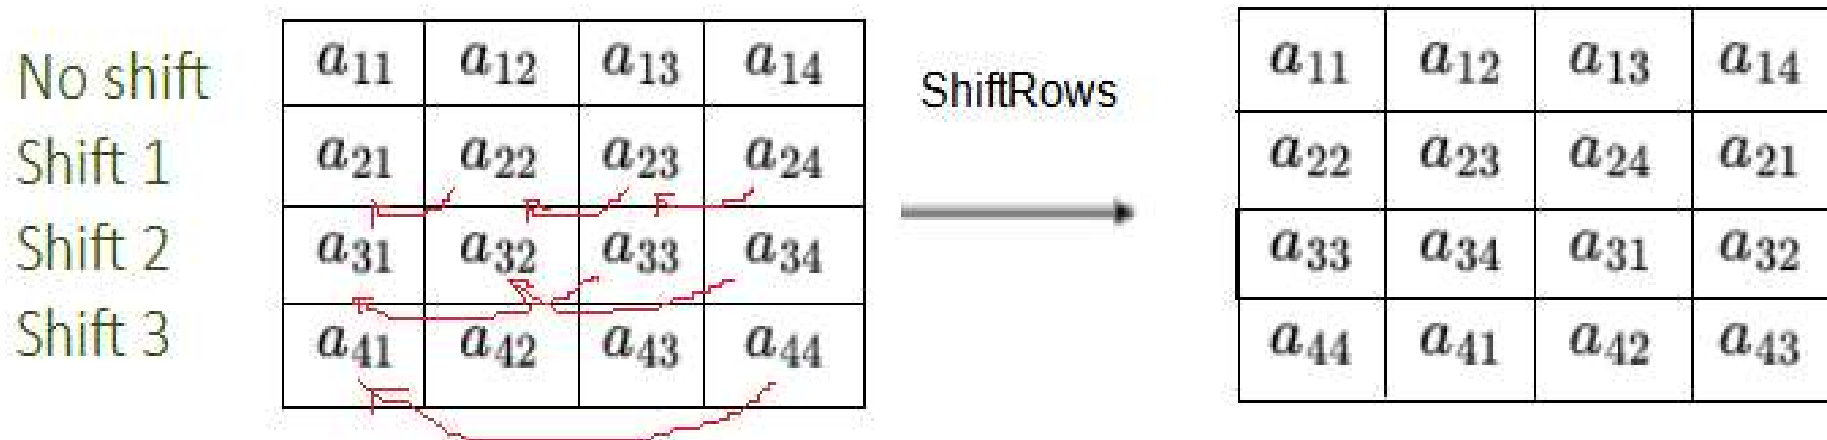 No shift
Shift 1
Shift 2
Shift 3
a₁₁ a₁₂ a₁₃ a₁₄
a₂₁ a₂₂ a₂₃ a₂₄
a₃₁ a₃₂ a₃₃ a₃₄
a₄₁ a₄₂ a₄₃ a₄₄
ShiftRows
a₁₁ a₁₂ a₁₃ a₁₄
a₂₂ a₂₃ a₂₄ a₂₁
a₃₃ a₃₄ a₃₁ a₃₂
a₄₄ a₄₁ a₄₂ a₄₃